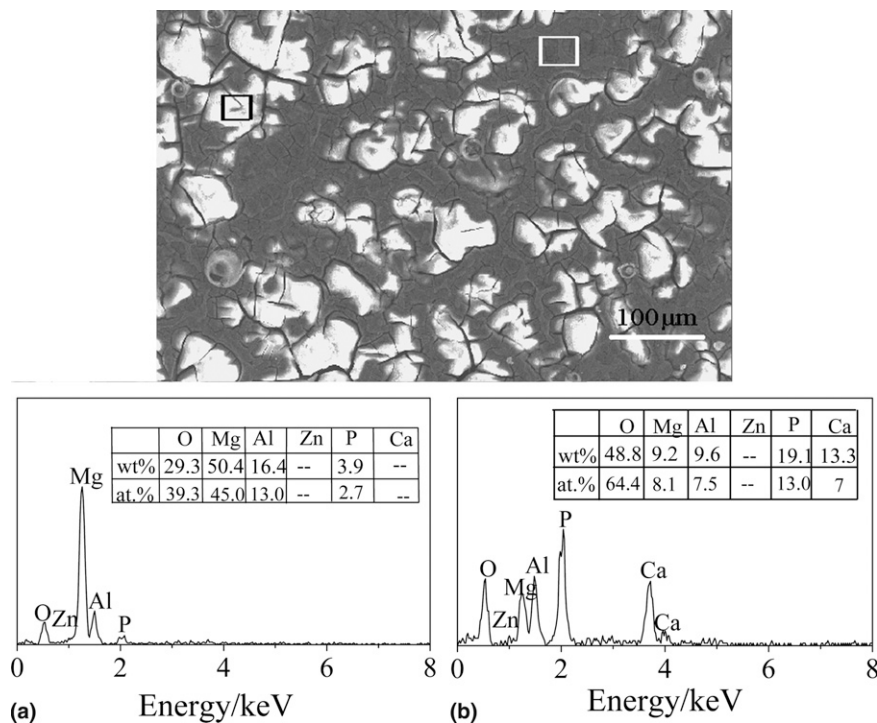 100μm
O Mg Al Zn P Ca
wt% 29.3 50.4 16.4 -- 3.9 --
at.% 39.3 45.0 13.0 -- 2.7 --
Mg
O
Zn
Al
P
0 2 4 6 8
(a)
Energy/keV
O Mg Al Zn P Ca
wt% 48.8 9.2 9.6 -- 19.1 13.3
at.% 64.4 8.1 7.5 -- 13.0 7
P
O
Mg
Al
Zn
Ca
Ca
0 2 4 6 8
(b)
Energy/keV